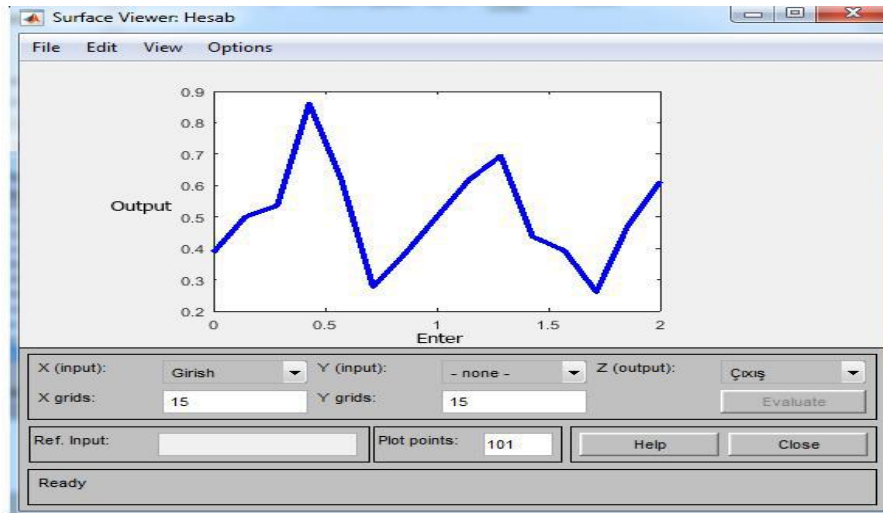 Surface Viewer: Hesab
File Edit View Options
0.9
0.8
0.7
0.6
0.5
0.4
0.3
0.2
Output
0 0.5 1 1.5 2
Enter
X (input): Girish Y (input): - none - Z (output): Çıxış
X grids: 15 Y grids: 15 Evaluate
Ref. Input: Plot points: 101 Help Close
Ready